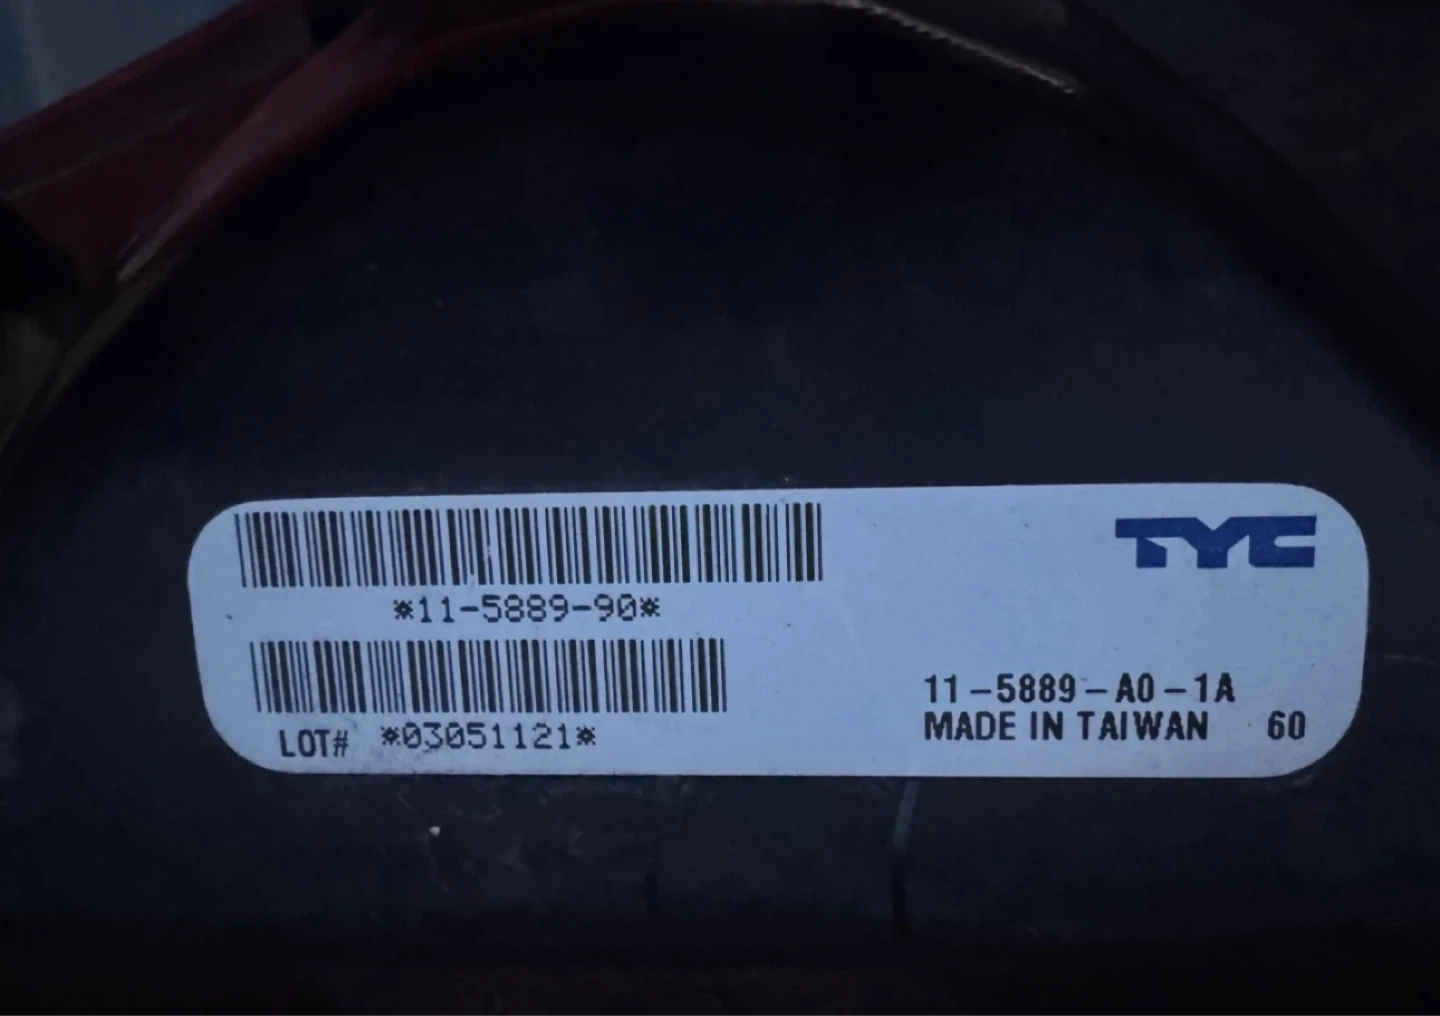 TYC
*11-5889-90*
11-5889-A0-1A
LOT# *03051121*
MADE IN TAIWAN 60